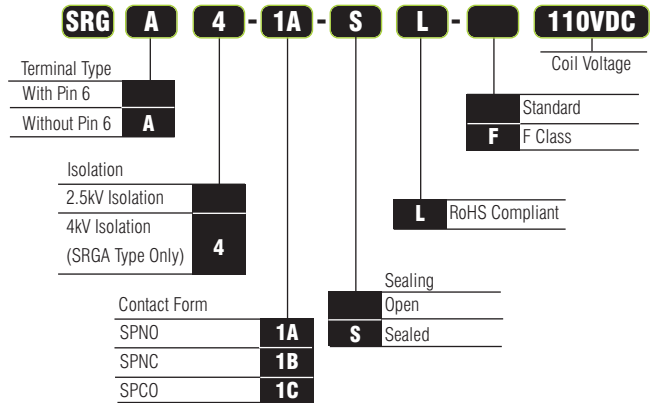 SRG A 4 - 1A - S L - 110VDC
Coil Voltage
Terminal Type
With Pin 6
Without Pin 6 A
Standard
F F Class
Isolation
2.5kV Isolation
4kV Isolation
(SRGA Type Only) 4
L RoHS Compliant
Sealing
Open
S Sealed
Contact Form
SPNO 1A
SPNC 1B
SPCO 1C